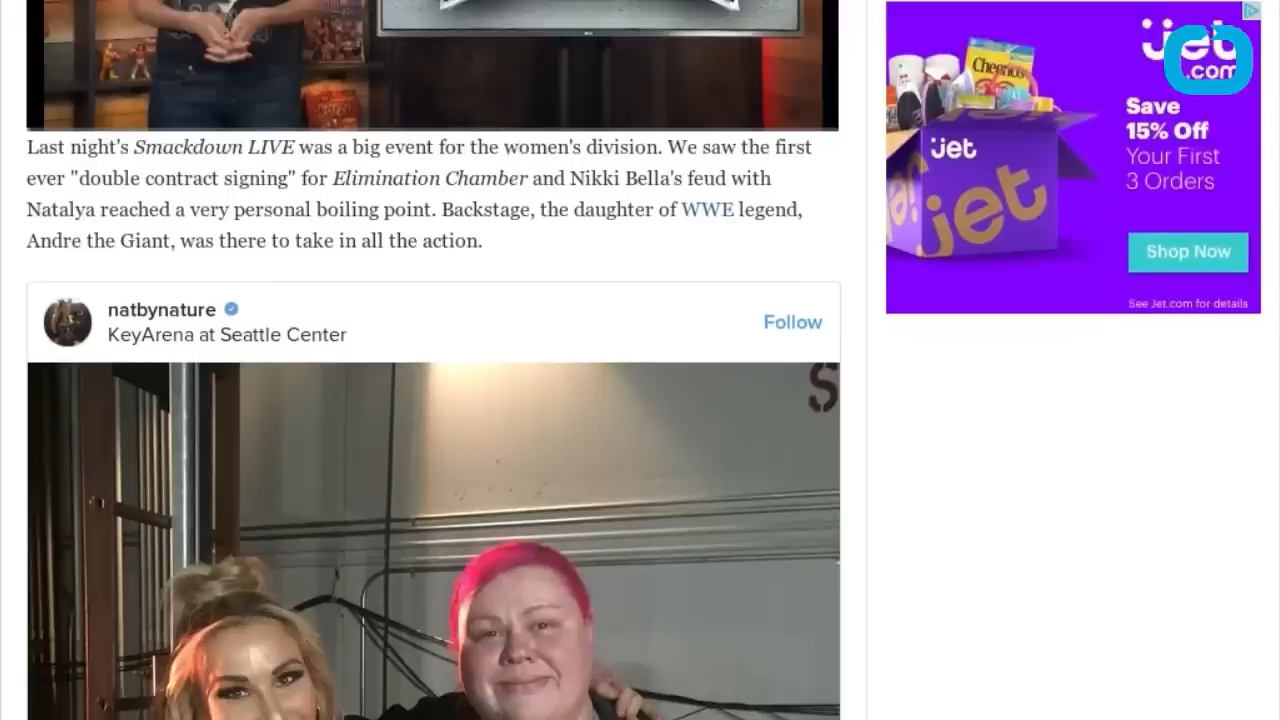 Last night's Smackdown LIVE was a big event for the women's division. We saw the first
ever "double contract signing" for Elimination Chamber and Nikki Bella's feud with
Natalya reached a very personal boiling point. Backstage, the daughter of WWE legend,
Andre the Giant, was there to take in all the action.
natbynature
KeyArena at Seattle Center
Follow
S
Jet
.com
Cheerios
Save
15% Off
Your First
3 Orders
jet
jet
Shop Now
See Jet.com for details